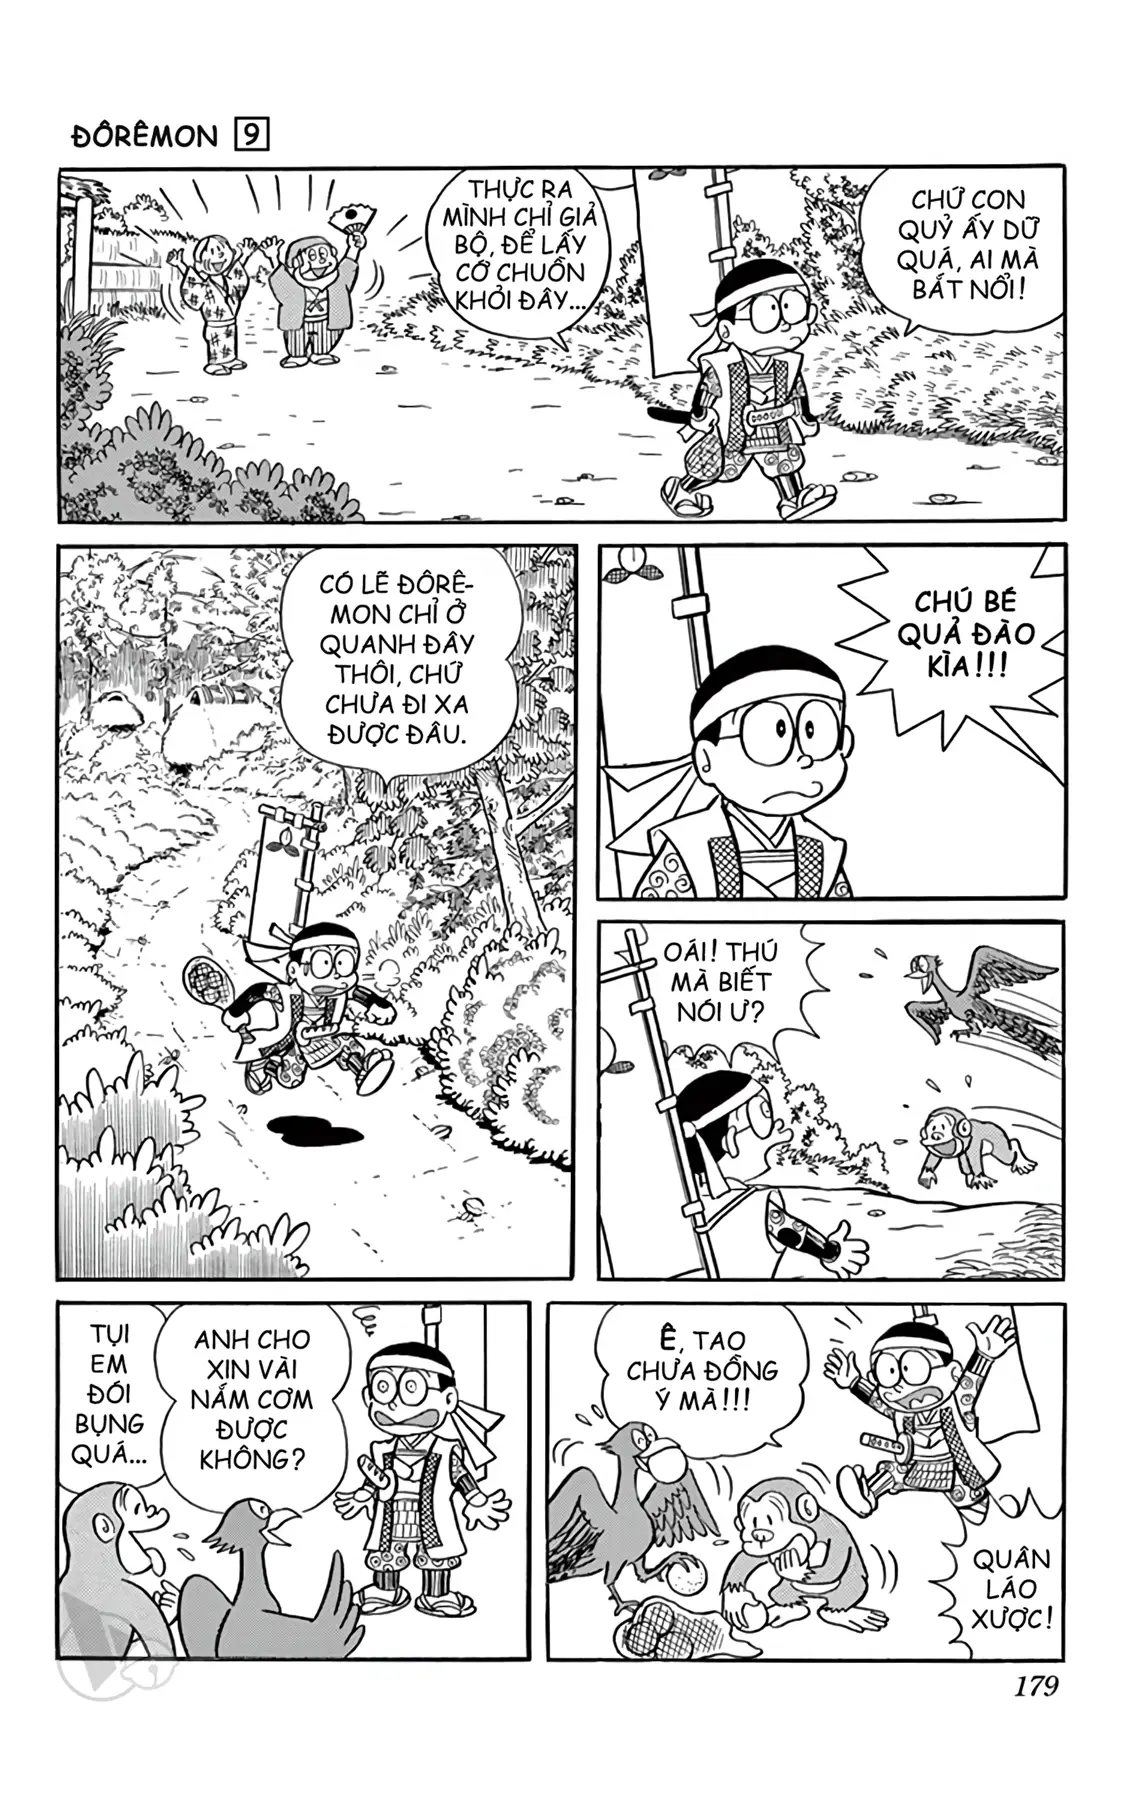 ĐÔRÊMON 9
THỰC RA
MÌNH CHỈ GIẢ
BỘ, ĐỂ LẤY
CỚ CHUỒN
KHỎI ĐÂY...
CHỨ CON
QUỶ ẤY DỮ
QUÁ, AI MÀ
BẮT NỔI!
CÓ LẼ ĐÔRÊ-
MON CHỈ Ở
QUANH ĐÂY
THÔI, CHỨ
CHƯA ĐI XA
ĐƯỢC ĐÂU.
CHÚ BÉ
QUẢ ĐÀO
KÌA!!!
OÁI! THÚ
MÀ BIẾT
NÓI Ư?
TỤI
EM
ĐÓI
BỤNG
QUÁ...
ANH CHO
XIN VÀI
NẮM CƠM
ĐƯỢC
KHÔNG?
Ê, TAO
CHƯA ĐỒNG
Ý MÀ!!!
QUÂN
LÁO
XƯỢC!
179